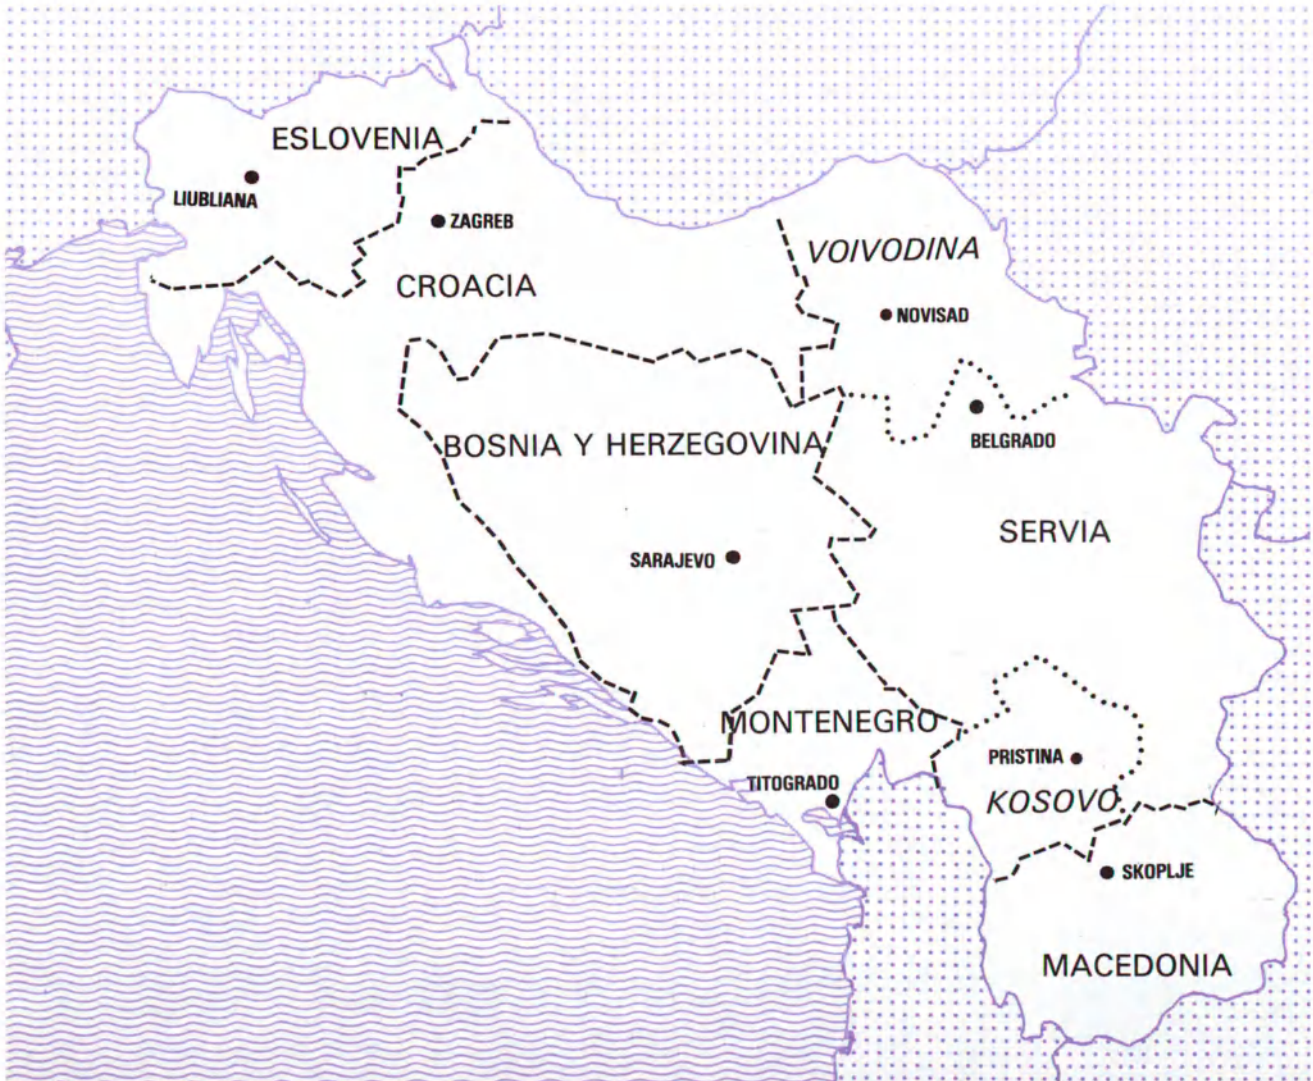 ESLOVENIA
LIUBLIANA
ZAGREB
VOIVODINA
CROACIA
NOVISAD
BOSNIA Y HERZEGOVINA
BELGRADO
SERVIA
SARAJEVO
MONTENEGRO
PRISTINA
TITOGRADO
KOSOVO
SKOPLJE
MACEDONIA